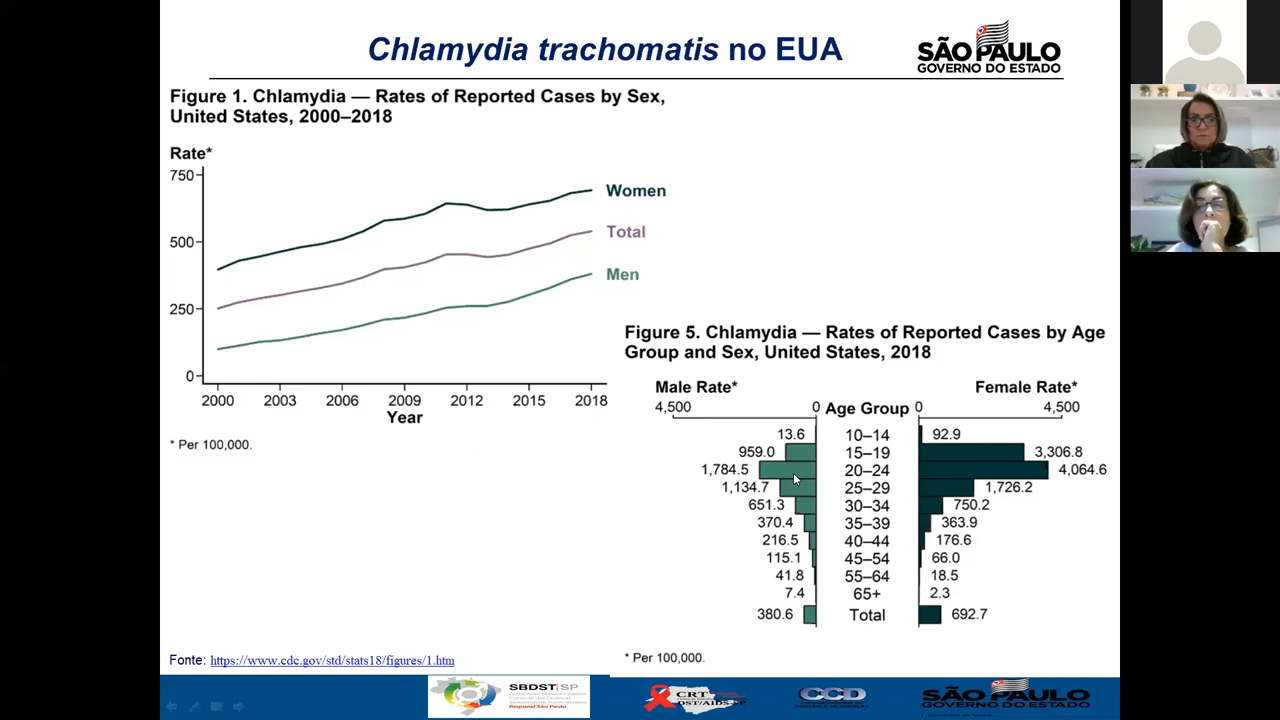 Chlamydia trachomatis no EUA
SÃO PAULO
GOVERNO DO ESTADO
Figure 1. Chlamydia — Rates of Reported Cases by Sex,
United States, 2000–2018
Rate*
750
500
250
0
Women
Total
Men
2000 2003 2006 2009 2012 2015 2018
Year
* Per 100,000.
Figure 5. Chlamydia — Rates of Reported Cases by Age
Group and Sex, United States, 2018
Male Rate* Female Rate*
4,500 0 Age Group 0 4,500
13.6 10–14 92.9
959.0 15–19 3,306.8
1,784.5 20–24 4,064.6
1,134.7 25–29 1,726.2
651.3 30–34 750.2
370.4 35–39 363.9
216.5 40–44 176.6
115.1 45–54 66.0
41.8 55–64 18.5
7.4 65+ 2.3
380.6 Total 692.7
* Per 100,000.
Fonte: https://www.cdc.gov/std/stats18/figures/1.htm
SBDST|SP
Regional São Paulo
CRT
DST/AIDS-SP
CCD
SÃO PAULO
GOVERNO DO ESTADO